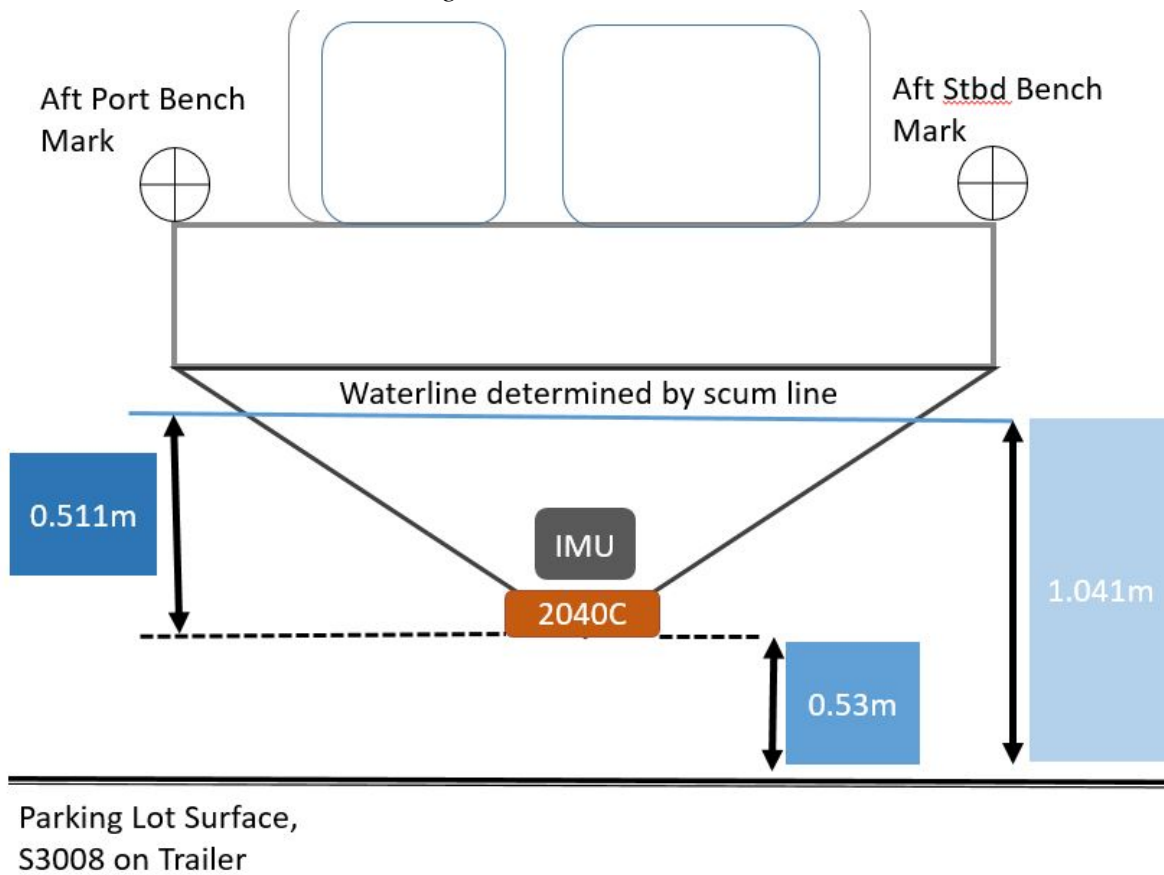 Aft Port Bench
Mark
Aft Stbd Bench
Mark
Waterline determined by scum line
0.511m
IMU
2040C
1.041m
0.53m
Parking Lot Surface,
S3008 on Trailer